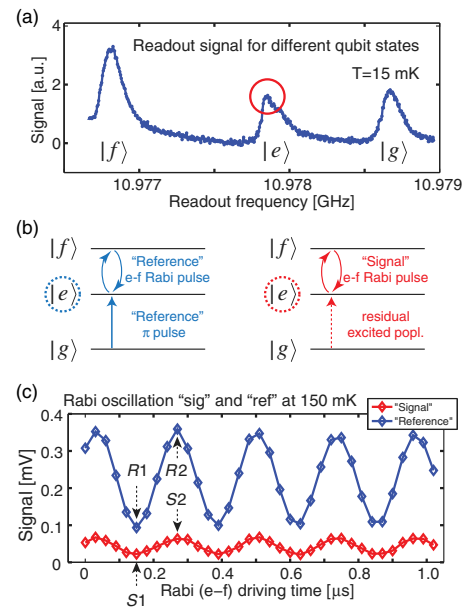 (a)
Readout signal for different qubit states
T=15 mK
Signal [a.u.]
4
2
0
|f⟩
|e⟩
|g⟩
10.977
10.978
10.979
Readout frequency [GHz]
(b)
|f⟩
"Reference"
e-f Rabi pulse
|e⟩
"Reference"
π pulse
|g⟩
|f⟩
"Signal"
e-f Rabi pulse
|e⟩
residual
excited popl.
|g⟩
(c)
Rabi oscillation "sig" and "ref" at 150 mK
"Signal"
"Reference"
Signal [mV]
0.4
0.3
0.2
0.1
0
R1
R2
S2
S1
0
0.2
0.4
0.6
0.8
1.0
Rabi (e−f) driving time [μs]